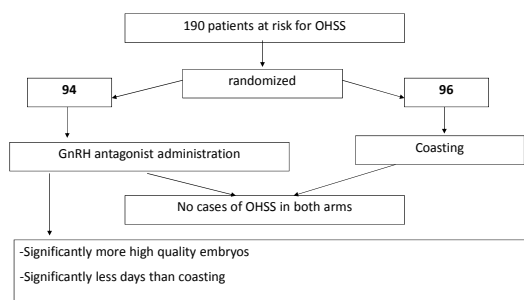 190 patients at risk for OHSS
randomized
94
96
GnRH antagonist administration
Coasting
No cases of OHSS in both arms
-Significantly more high quality embryos
-Significantly less days than coasting